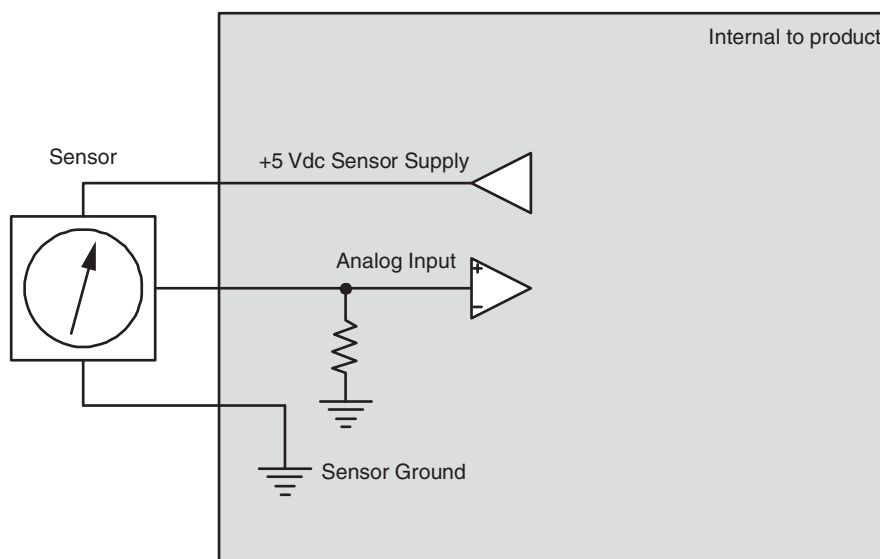 Internal to product
Sensor
+5 Vdc Sensor Supply
Analog Input
+
–
Sensor Ground